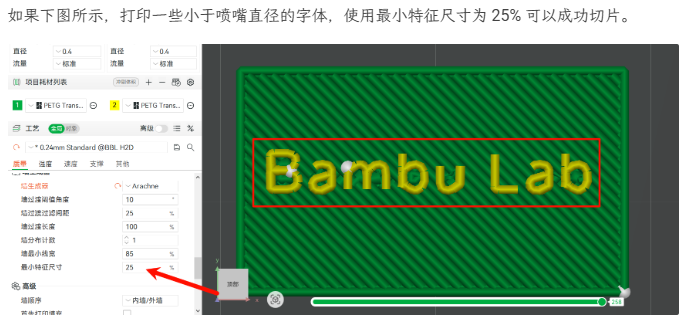 如果下图所示，打印一些小于喷嘴直径的字体，使用最小特征尺寸为 25% 可以成功切片。
直径 0.4 直径 0.4
流量 标准 流量 标准
项目耗材列表
1 PETG Trans... 2 PETG Trans...
工艺 全局 对象 高级
* 0.24mm Standard @BBL H2D
质量 强度 速度 支撑 其他
墙生成器 Arachne
墙过渡阈值角度 10 °
墙过渡过滤间距 25 %
墙过渡长度 100 %
墙分布计数 1
墙最小线宽 85 %
最小特征尺寸 25 %
高级
墙顺序 内墙/外墙
首先打印填充
Bambu Lab
顶部